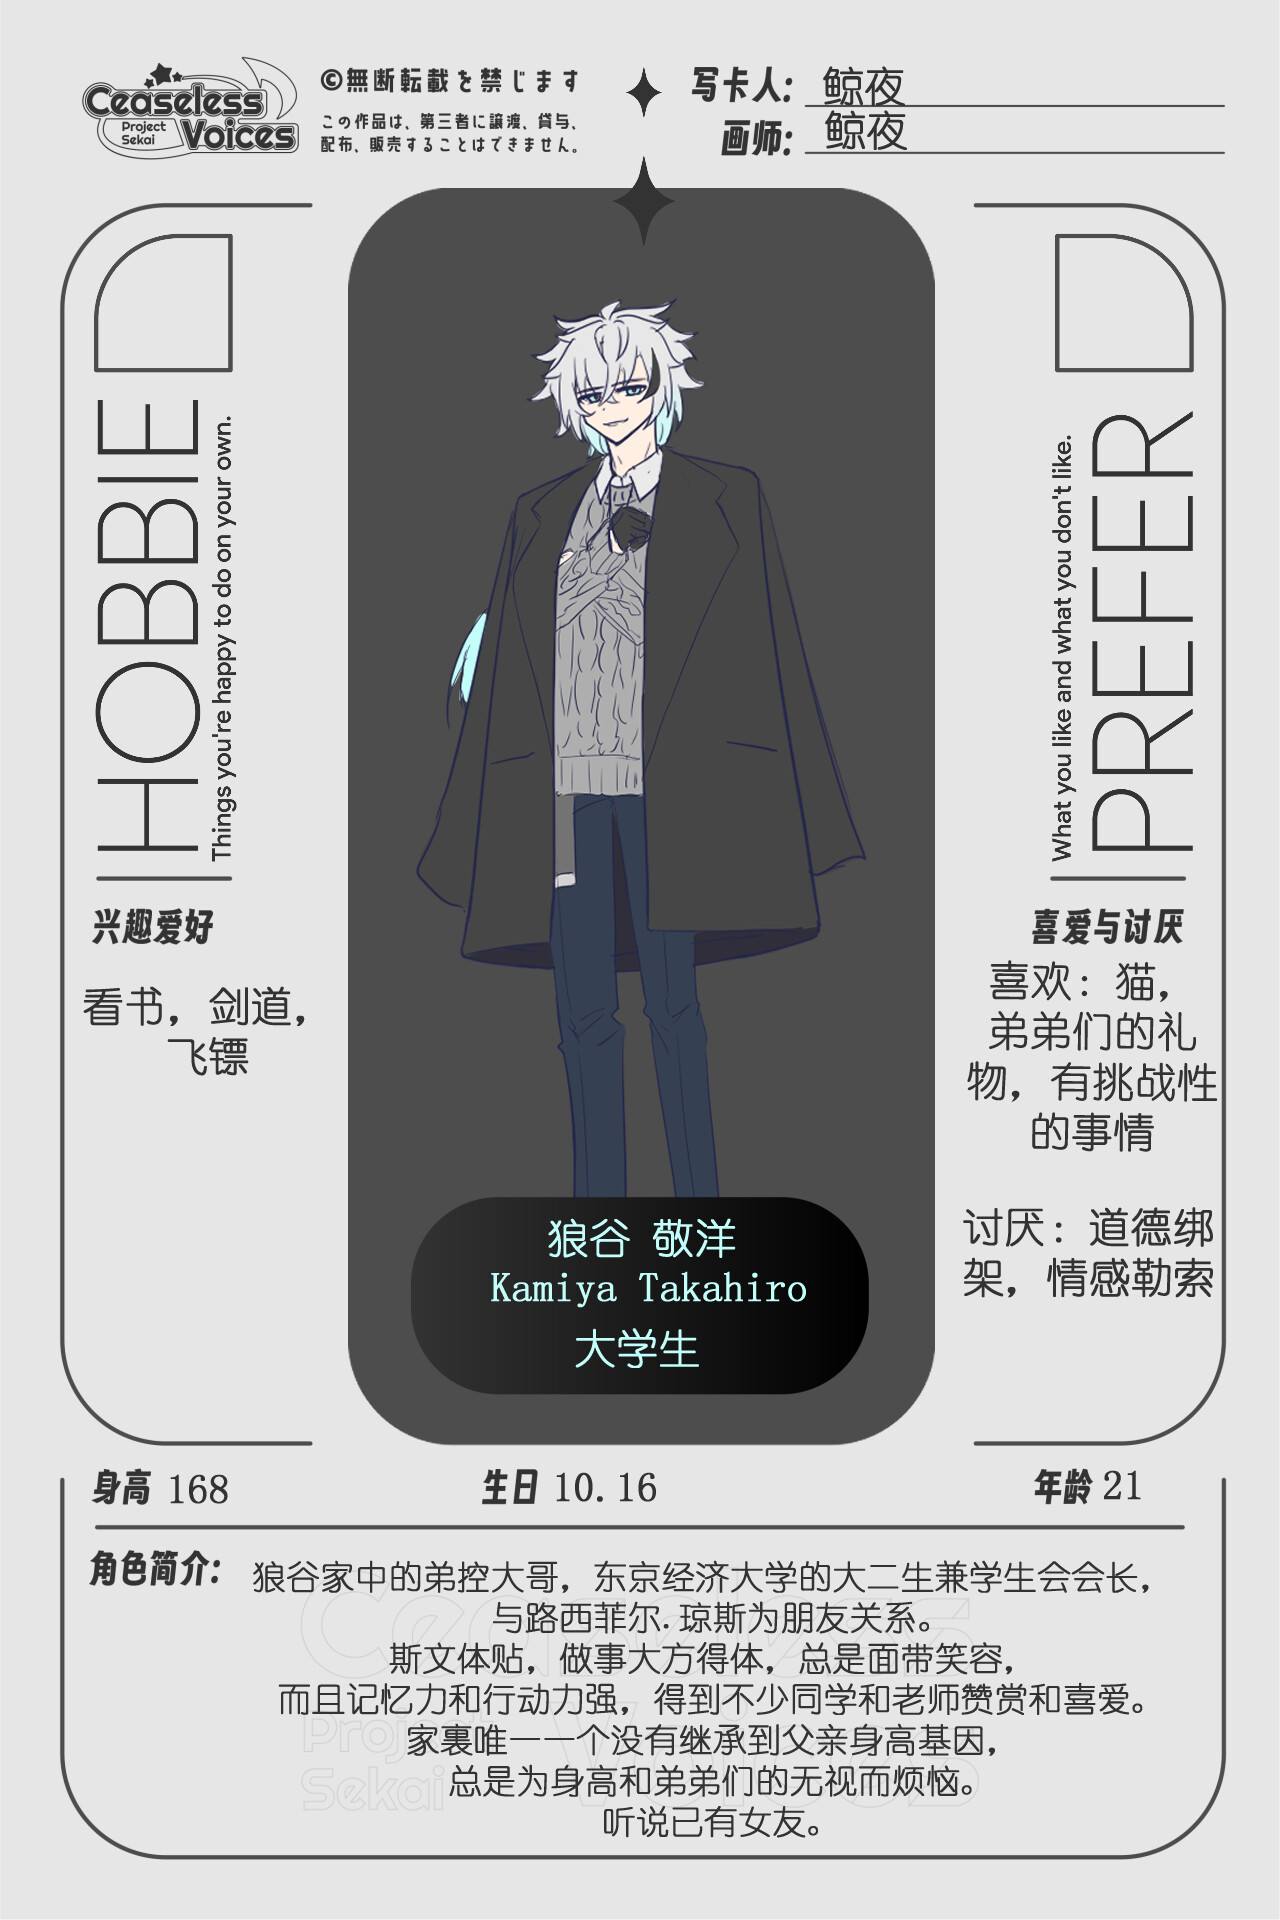 Ceaseless
Voices
Project
Sekai
©無断転載を禁じます
この作品は、第三者に譲渡、貸与、
配布、販売することはできません。
写卡人：鲸夜
画师：鲸夜
HOBBIE
Things you're happy to do on your own.
兴趣爱好
看书，剑道，
飞镖
PREFER
What you like and what you don't like.
喜爱与讨厌
喜欢：猫，
弟弟们的礼
物，有挑战性
的事情
讨厌：道德绑
架，情感勒索
狼谷 敬洋
Kamiya Takahiro
大学生
身高 168
生日 10.16
年龄 21
角色简介：狼谷家中的弟控大哥，东京经济大学的大二生兼学生会会长，
与路西菲尔.琼斯为朋友关系。
斯文体贴，做事大方得体，总是面带笑容，
而且记忆力和行动力强，得到不少同学和老师赞赏和喜爱。
家裏唯一一个没有继承到父亲身高基因，
总是为身高和弟弟们的无视而烦恼。
听说已有女友。
Ceaseless
Voices
Project
Sekai